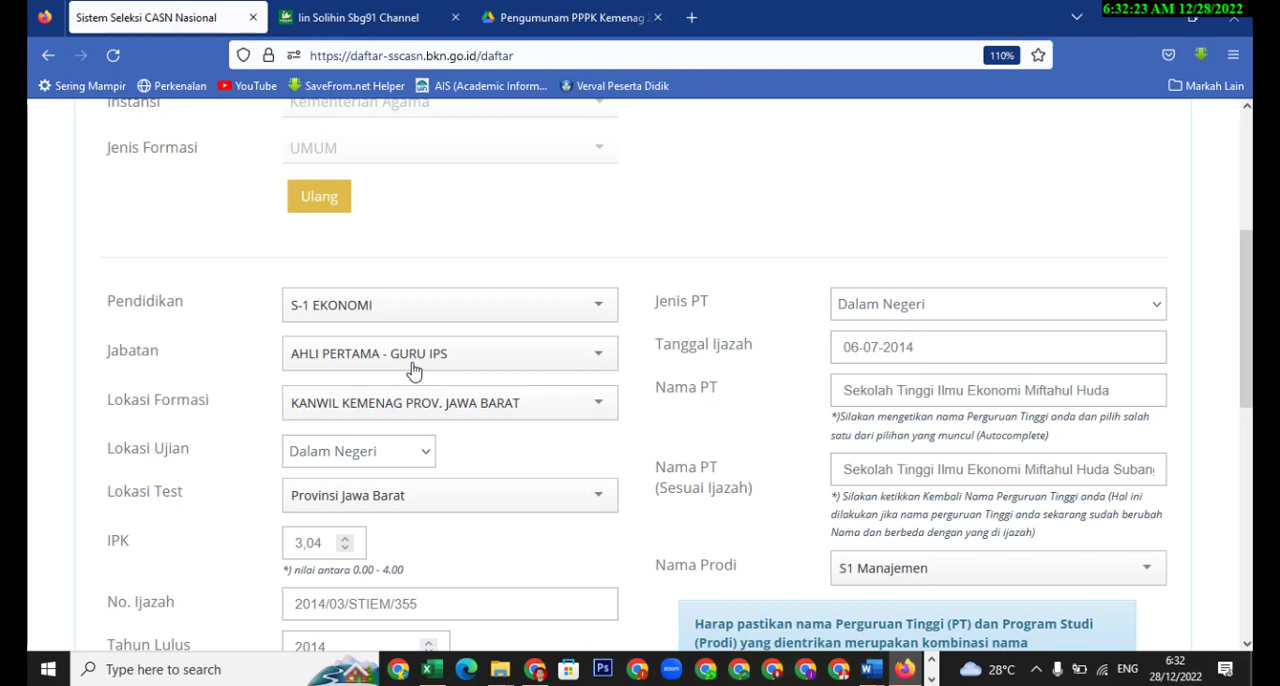 6:32:23 AM 12/28/2022
Sistem Seleksi CASN Nasional
Iin Solihin Sbg91 Channel
Pengumunam PPPK Kemenag
https://daftar-sscasn.bkn.go.id/daftar
110%
Sering Mampir
Perkenalan
YouTube
SaveFrom.net Helper
AIS (Academic Inform...
Verval Peserta Didik
Markah Lain
Instansi
Kementerian Agama
Jenis Formasi
UMUM
Ulang
Pendidikan
S-1 EKONOMI
Jabatan
AHLI PERTAMA - GURU IPS
Lokasi Formasi
KANWIL KEMENAG PROV. JAWA BARAT
Lokasi Ujian
Dalam Negeri
Lokasi Test
Provinsi Jawa Barat
IPK
3,04
*) nilai antara 0.00 - 4.00
No. Ijazah
2014/03/STIEM/355
Tahun Lulus
2014
Jenis PT
Dalam Negeri
Tanggal Ijazah
06-07-2014
Nama PT
Sekolah Tinggi Ilmu Ekonomi Miftahul Huda
*)Silakan mengetikan nama Perguruan Tinggi anda dan pilih salah
satu dari pilihan yang muncul (Autocomplete)
Nama PT
(Sesuai Ijazah)
Sekolah Tinggi Ilmu Ekonomi Miftahul Huda Subang
*) Silakan ketikkan Kembali Nama Perguruan Tinggi anda (Hal ini
dilakukan jika nama perguruan Tinggi anda sekarang sudah berubah
Nama dan berbeda dengan yang di ijazah)
Nama Prodi
S1 Manajemen
Harap pastikan nama Perguruan Tinggi (PT) dan Program Studi
(Prodi) yang dientrikan merupakan kombinasi nama
Type here to search
Ps
zoom
28°C
ENG
6:32
28/12/2022